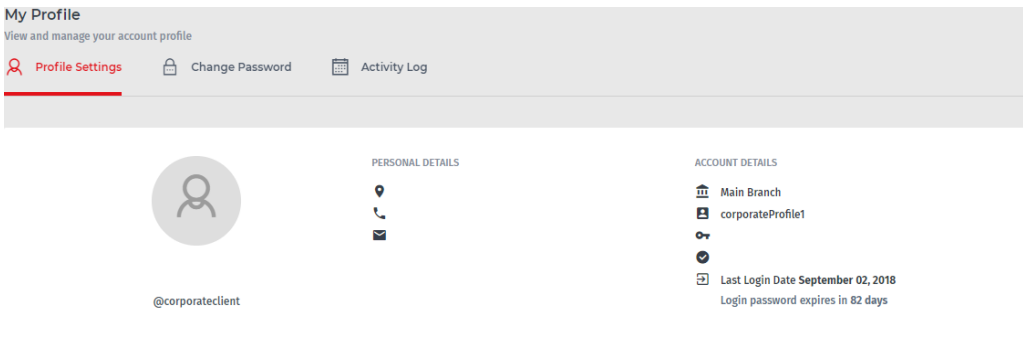 My Profile
View and manage your account profile
Profile Settings
Change Password
Activity Log
@corporateclient
PERSONAL DETAILS
ACCOUNT DETAILS
Main Branch
corporateProfile1
Last Login Date September 02, 2018
Login password expires in 82 days